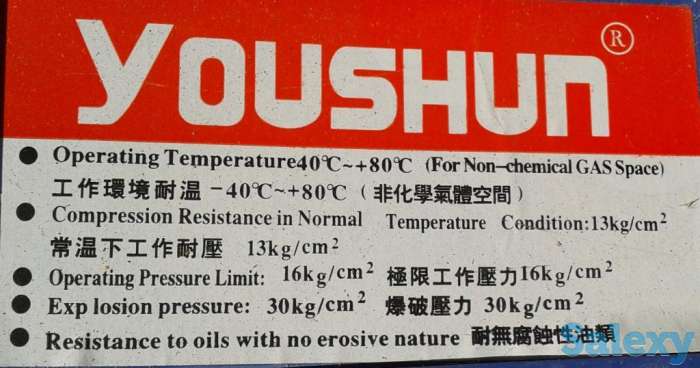 YOUSHUN ®
● Operating Temperature40℃~+80℃ (For Non-chemical GAS Space)
工作環境耐温 -40℃~+80℃ ( 非化學氣體空間 )
● Compression Resistance in Normal Temperature Condition:13kg/cm²
常温下工作耐壓 13kg/cm²
● Operating Pressure Limit: 16kg/cm² 極限工作壓力16kg/cm²
● Exp losion pressure: 30kg/cm² 爆破壓力 30kg/cm²
● Resistance to oils with no erosive nature 耐無腐蝕性油類
Salexy